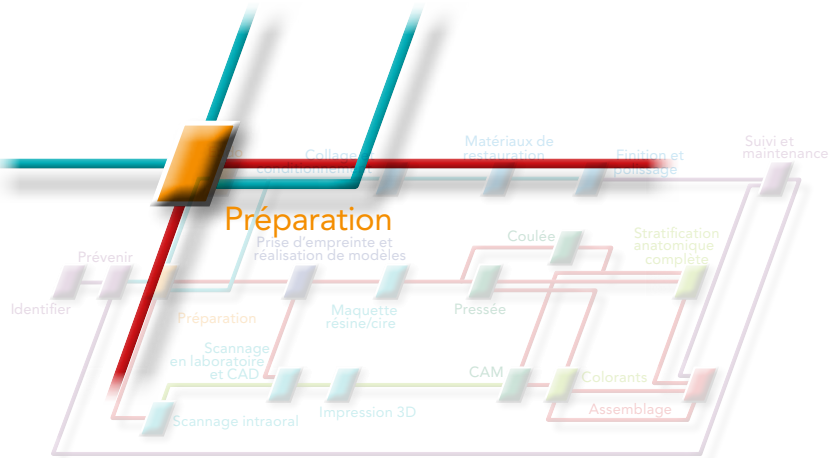 Matériaux de
restauration
Suivi et
maintenance
Collage et
conditionnement
Finition et
polissage
Préparation
Prise d'empreinte et
réalisation de modèles
Coulée
Stratification
anatomique
complète
Prévenir
Identifier
Préparation
Maquette
résine/cire
Pressée
Scannage
en laboratoire
et CAD
CAM
Colorants
Scannage intraoral
Impression 3D
Assemblage